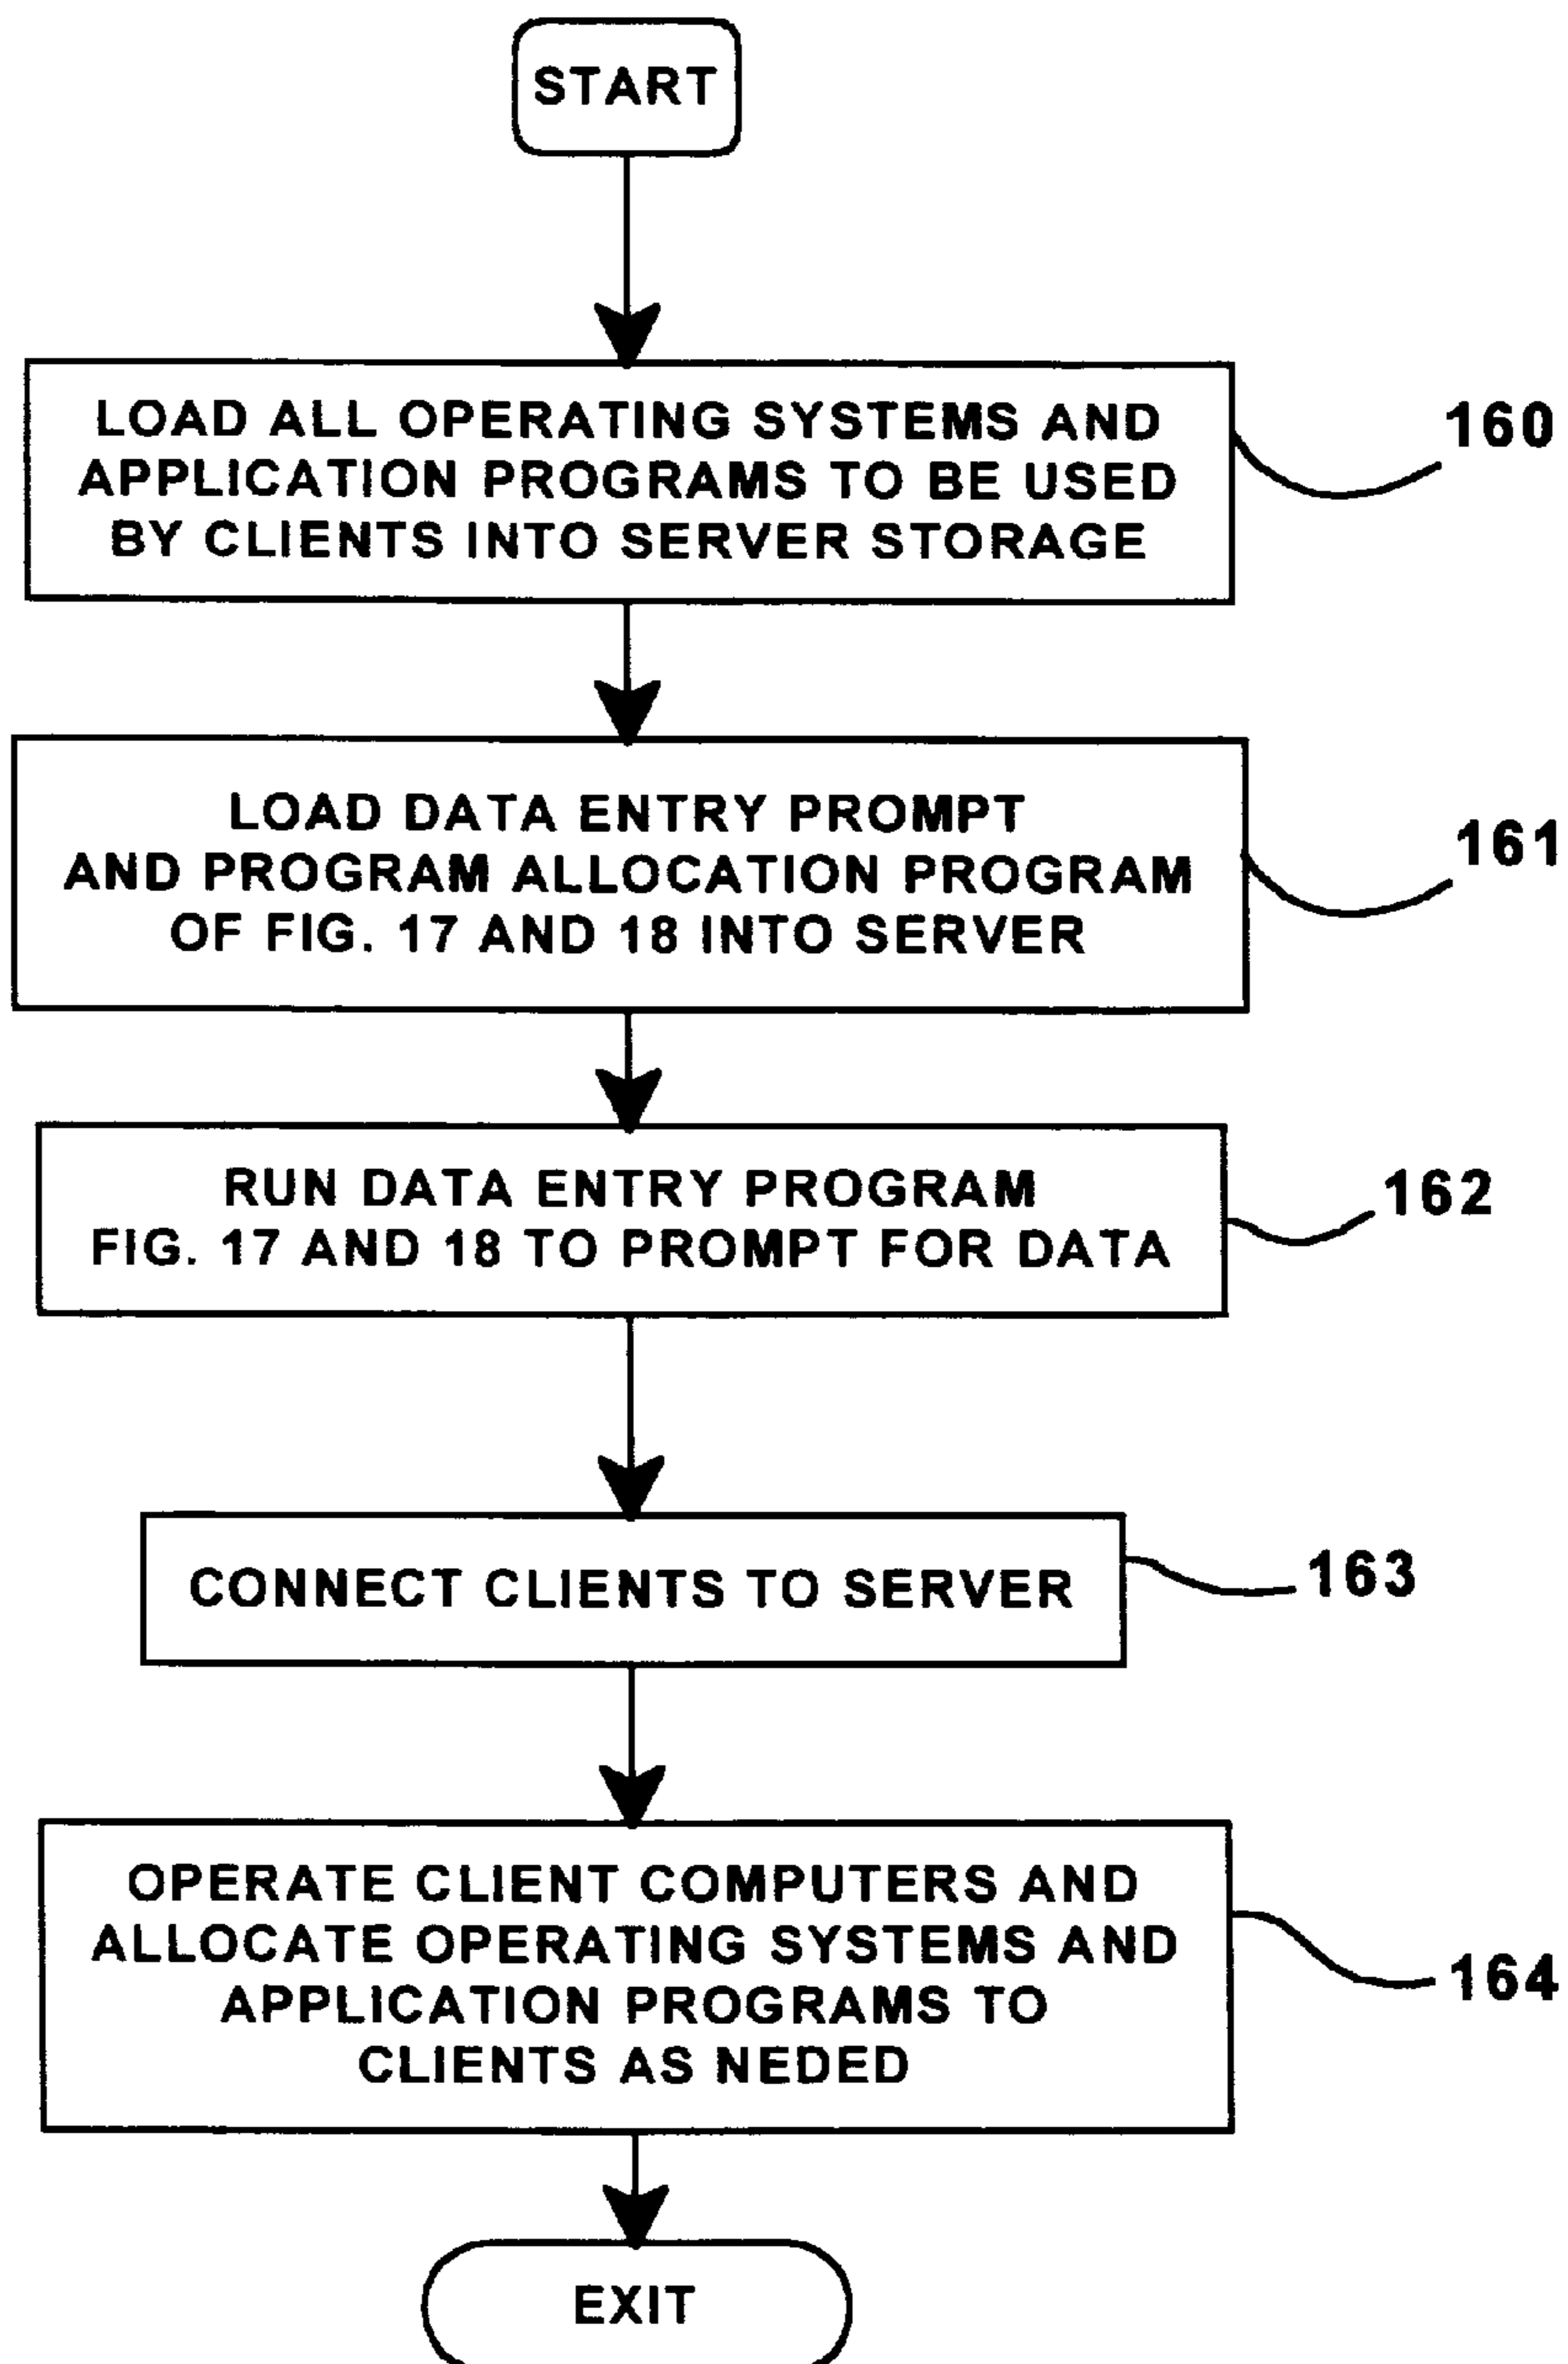 START
LOAD ALL OPERATING SYSTEMS AND
APPLICATION PROGRAMS TO BE USED
BY CLIENTS INTO SERVER STORAGE
160
LOAD DATA ENTRY PROMPT
AND PROGRAM ALLOCATION PROGRAM
OF FIG. 17 AND 18 INTO SERVER
161
RUN DATA ENTRY PROGRAM
FIG. 17 AND 18 TO PROMPT FOR DATA
162
CONNECT CLIENTS TO SERVER
163
OPERATE CLIENT COMPUTERS AND
ALLOCATE OPERATING SYSTEMS AND
APPLICATION PROGRAMS TO
CLIENTS AS NEDED
164
EXIT